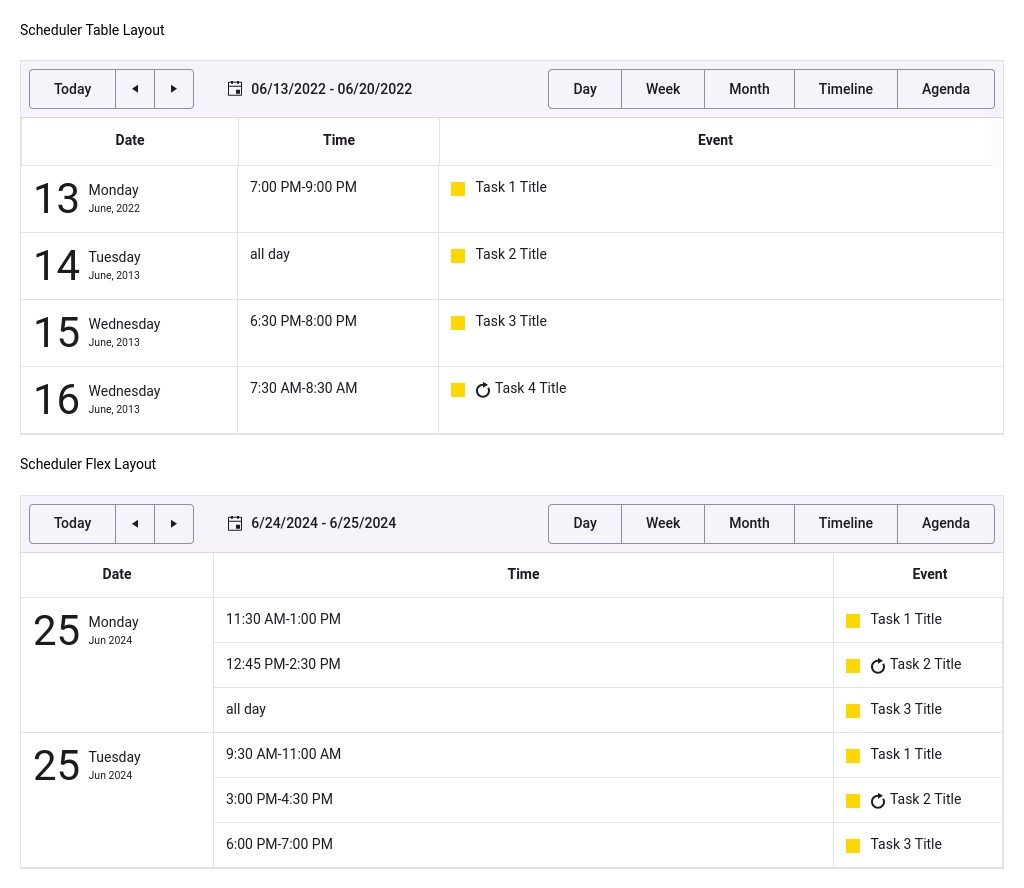 Scheduler Table Layout
Today 06/13/2022 - 06/20/2022 Day Week Month Timeline Agenda
Date Time Event
13 Monday 7:00 PM-9:00 PM Task 1 Title
June, 2022
14 Tuesday all day Task 2 Title
June, 2013
15 Wednesday 6:30 PM-8:00 PM Task 3 Title
June, 2013
16 Wednesday 7:30 AM-8:30 AM Task 4 Title
June, 2013
Scheduler Flex Layout
Today 6/24/2024 - 6/25/2024 Day Week Month Timeline Agenda
Date Time Event
25 Monday 11:30 AM-1:00 PM Task 1 Title
Jun 2024
12:45 PM-2:30 PM Task 2 Title
all day Task 3 Title
25 Tuesday 9:30 AM-11:00 AM Task 1 Title
Jun 2024
3:00 PM-4:30 PM Task 2 Title
6:00 PM-7:00 PM Task 3 Title